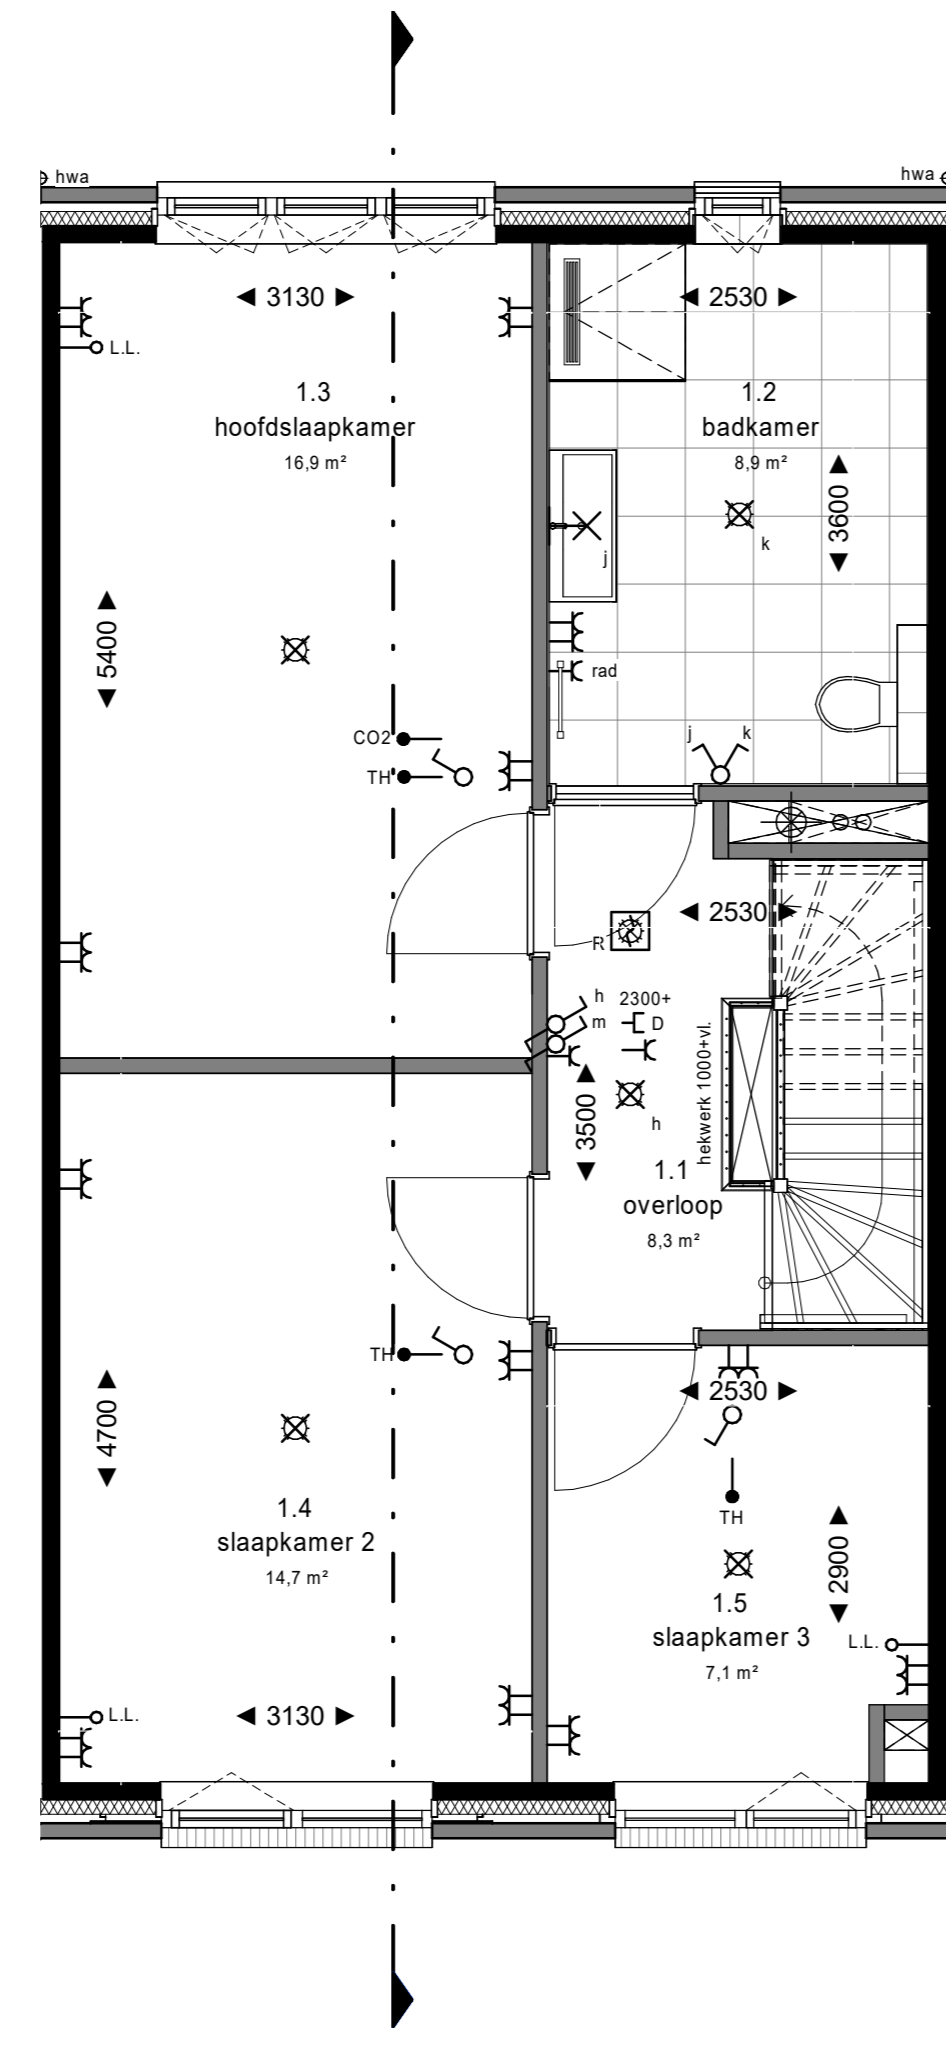 hwa
hwa
3130
2530
L.L.
1.3
hoofdslaapkamer
16,9 m²
1.2
badkamer
8,9 m²
3600
k
j
5400
rad
j
k
CO2
TH
2530
R
h
2300+
m
D
hekwerk 1000+vl.
3500
h
1.1
overloop
8,3 m²
TH
2530
4700
TH
1.4
slaapkamer 2
14,7 m²
2900
1.5
slaapkamer 3
7,1 m²
L.L.
L.L.
3130